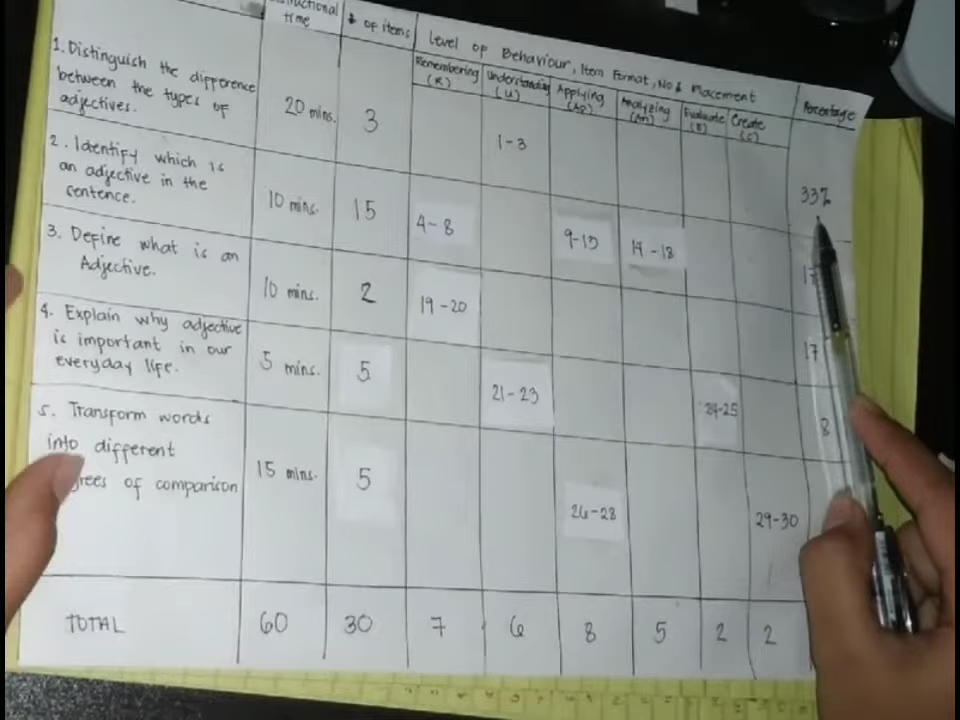 time
# of items
Level of Behaviour, Item Format, No & Placement
Percentage
Remembering
(R)
Understanding
(U)
Applying
(Ap)
Analyzing
(An)
Evaluate
(E)
Create
(C)
1. Distinguish the difference
between the types of
adjectives.
20 mins.
3
1-3
33%
2. Identify which is
an adjective in the
sentence.
10 mins.
15
4-8
9-13
14-18
17
3. Define what is an
Adjective.
10 mins.
2
19-20
17
4. Explain why adjective
is important in our
everyday life.
5 mins.
5
21-23
24-25
8
5. Transform words
into different
of comparison
15 mins.
5
26-28
29-30
TOTAL
60
30
7
6
8
5
2
2